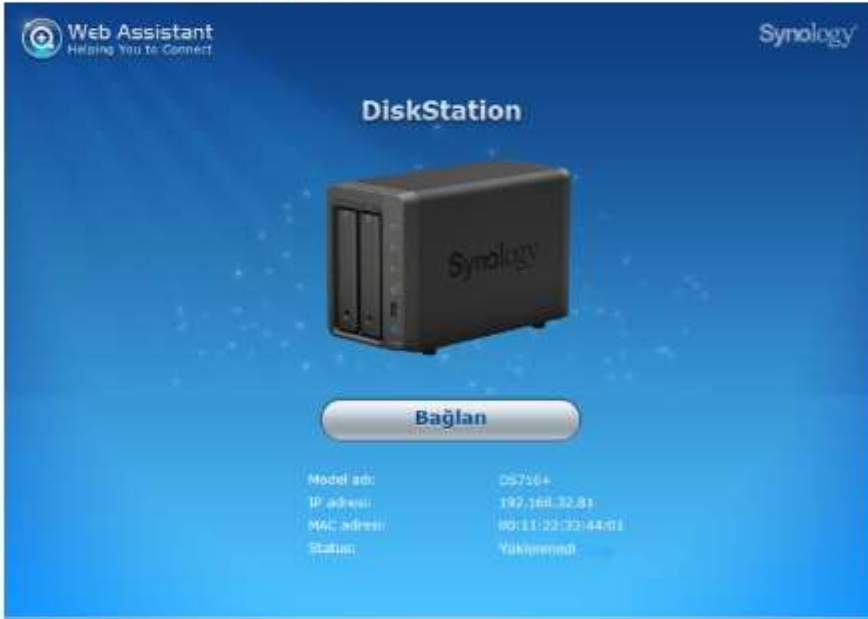 Web Assistant
Helping You to Connect
Synology
DiskStation
Synology
Bağlan
Model adı: DS716+
IP adresi: 192.168.32.81
MAC adresi: 00:11:22:33:44:01
Status: Yüklenmedi